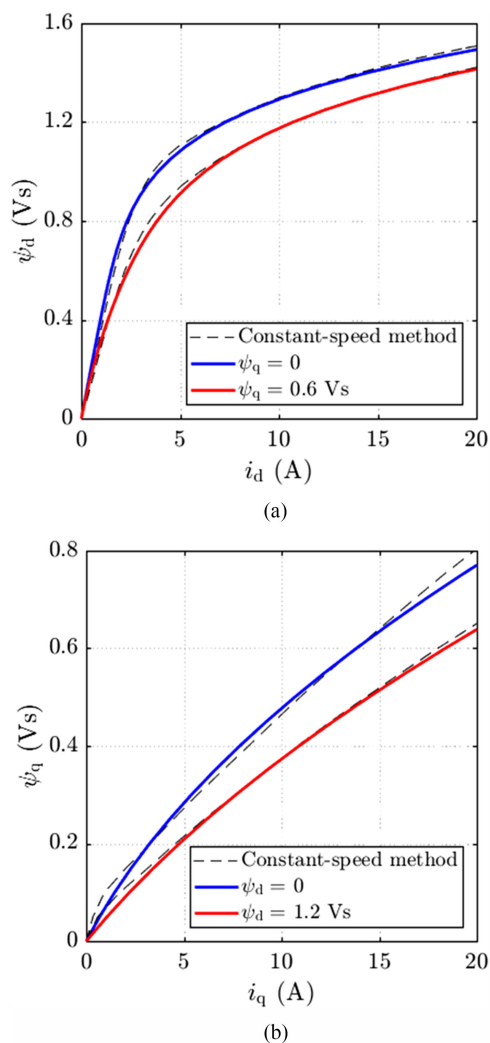 1.6
1.2
0.8
0.4
0
ψd (Vs)
Constant-speed method
ψq = 0
ψq = 0.6 Vs
0 5 10 15 20
id (A)
(a)
0.8
0.6
0.4
0.2
0
ψq (Vs)
Constant-speed method
ψd = 0
ψd = 1.2 Vs
0 5 10 15 20
iq (A)
(b)